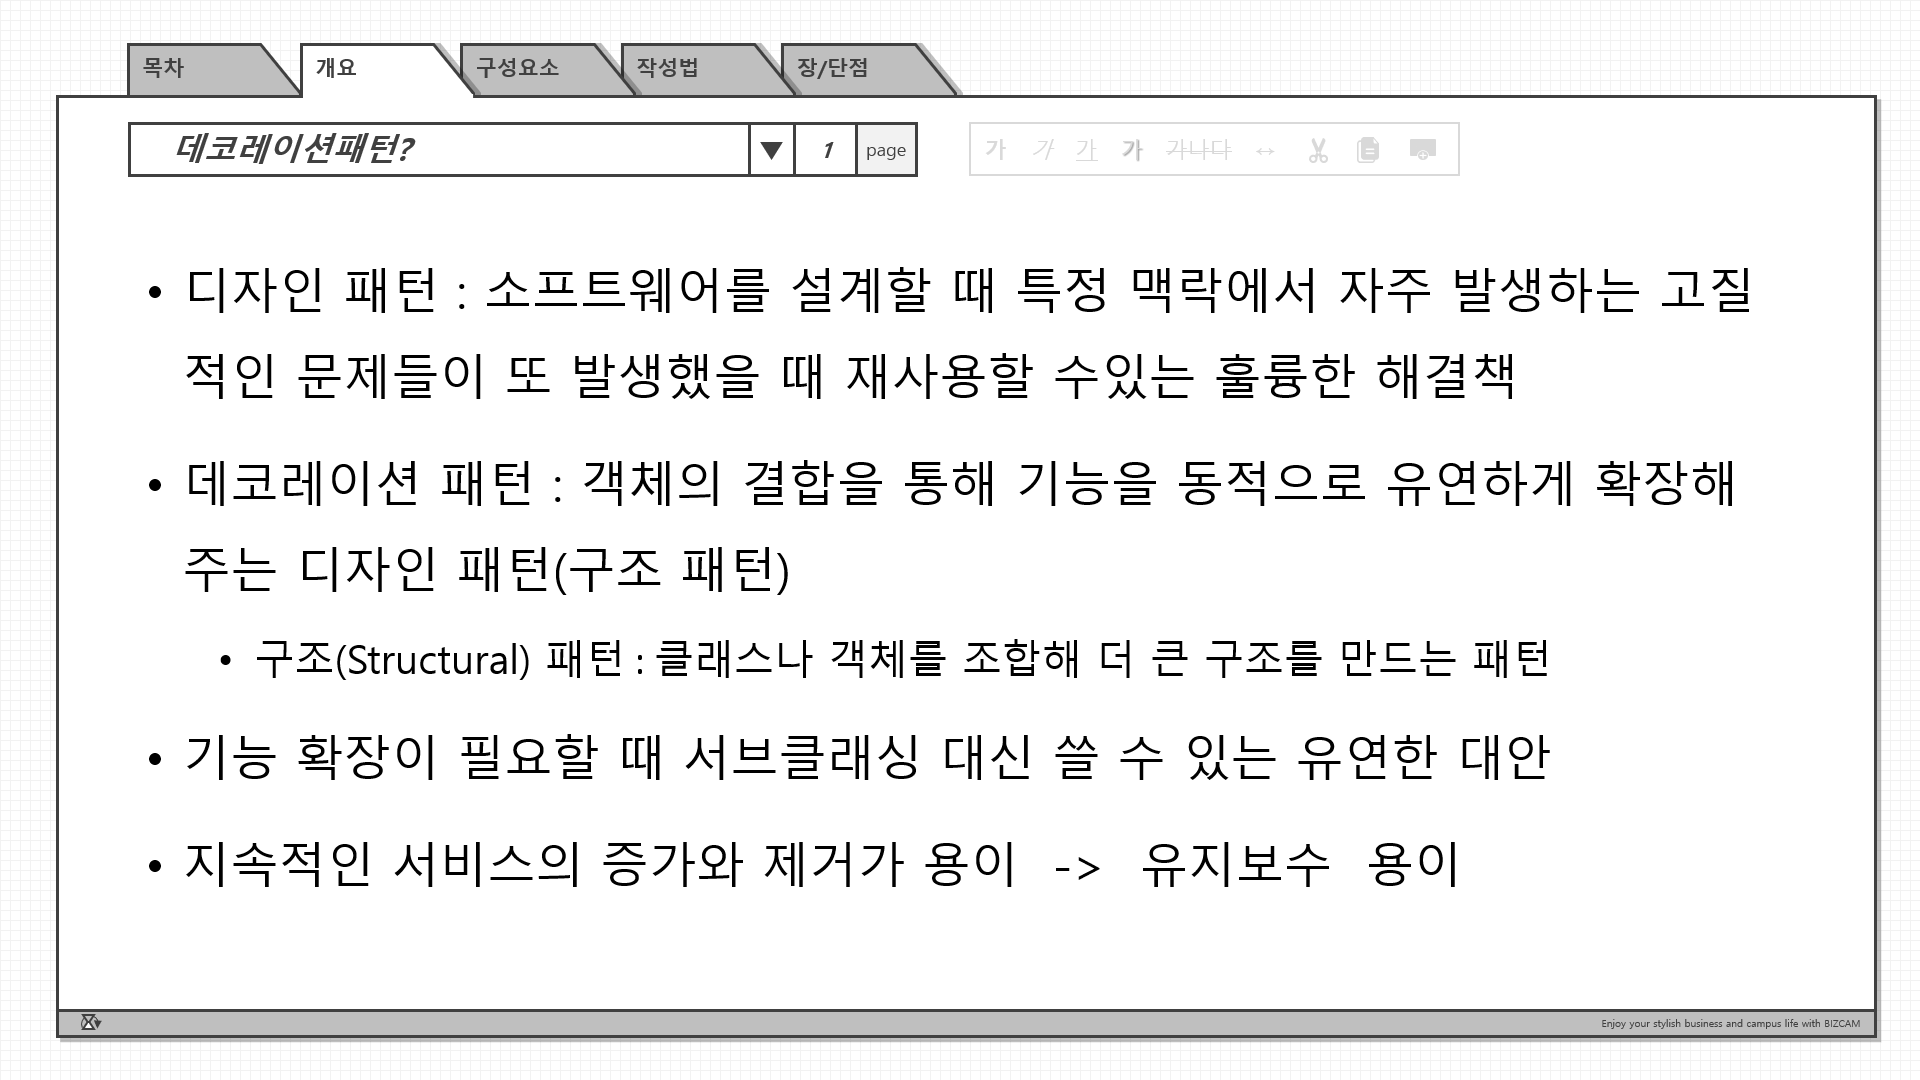 목차
개요
구성요소
작성법
장/단점
데코레이션패턴?
1
page
가 가 가 가 가나다
• 디자인 패턴 : 소프트웨어를 설계할 때 특정 맥락에서 자주 발생하는 고질
적인 문제들이 또 발생했을 때 재사용할 수있는 훌륭한 해결책
• 데코레이션 패턴 : 객체의 결합을 통해 기능을 동적으로 유연하게 확장해
주는 디자인 패턴(구조 패턴)
• 구조(Structural) 패턴 : 클래스나 객체를 조합해 더 큰 구조를 만드는 패턴
• 기능 확장이 필요할 때 서브클래싱 대신 쓸 수 있는 유연한 대안
• 지속적인 서비스의 증가와 제거가 용이 -> 유지보수 용이
Enjoy your stylish business and campus life with BIZCAM